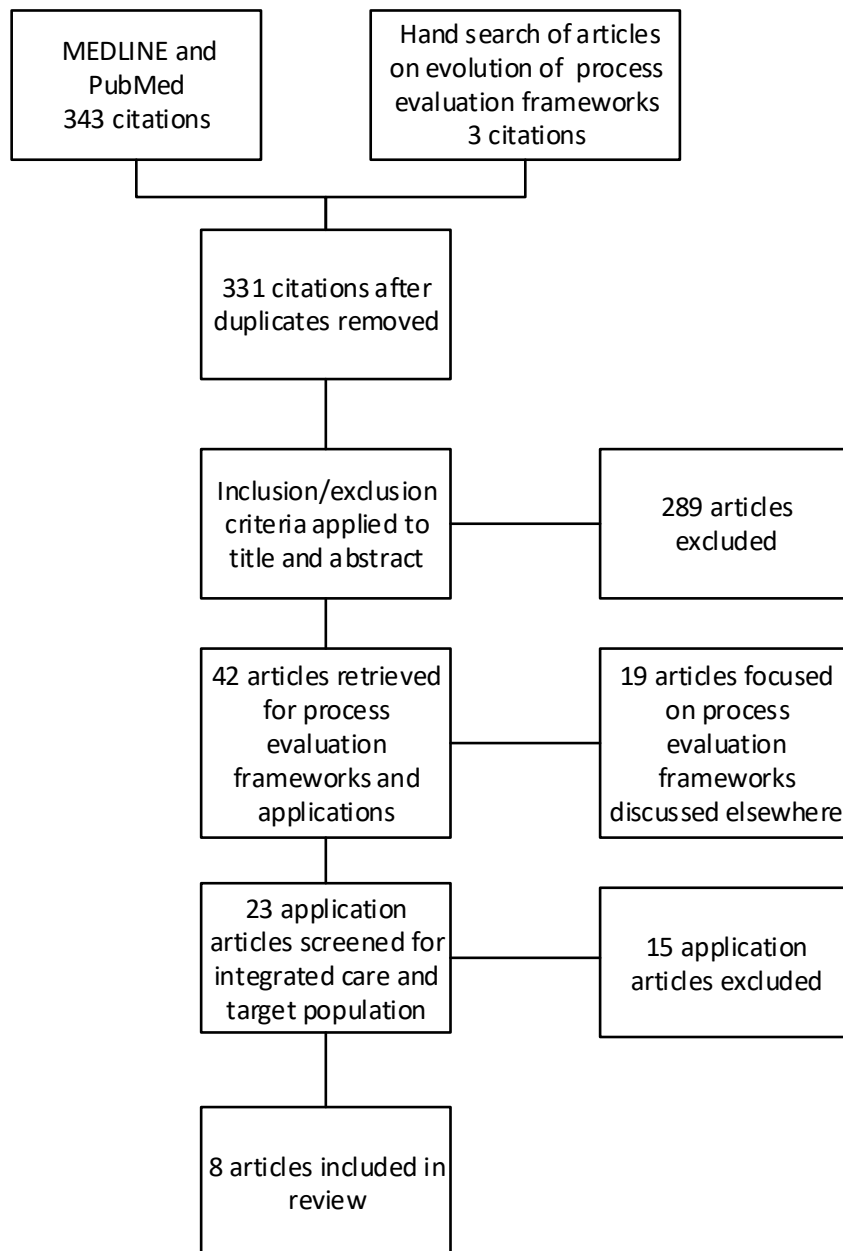 MEDLINE and
PubMed
343 citations
Hand search of articles
on evolution of process
evaluation frameworks
3 citations
331 citations after
duplicates removed
Inclusion/exclusion
criteria applied to
title and abstract
289 articles
excluded
42 articles retrieved
for process
evaluation
frameworks and
applications
19 articles focused
on process
evaluation
frameworks
discussed elsewhere
23 application
articles screened for
integrated care and
target population
15 application
articles excluded
8 articles included in
review